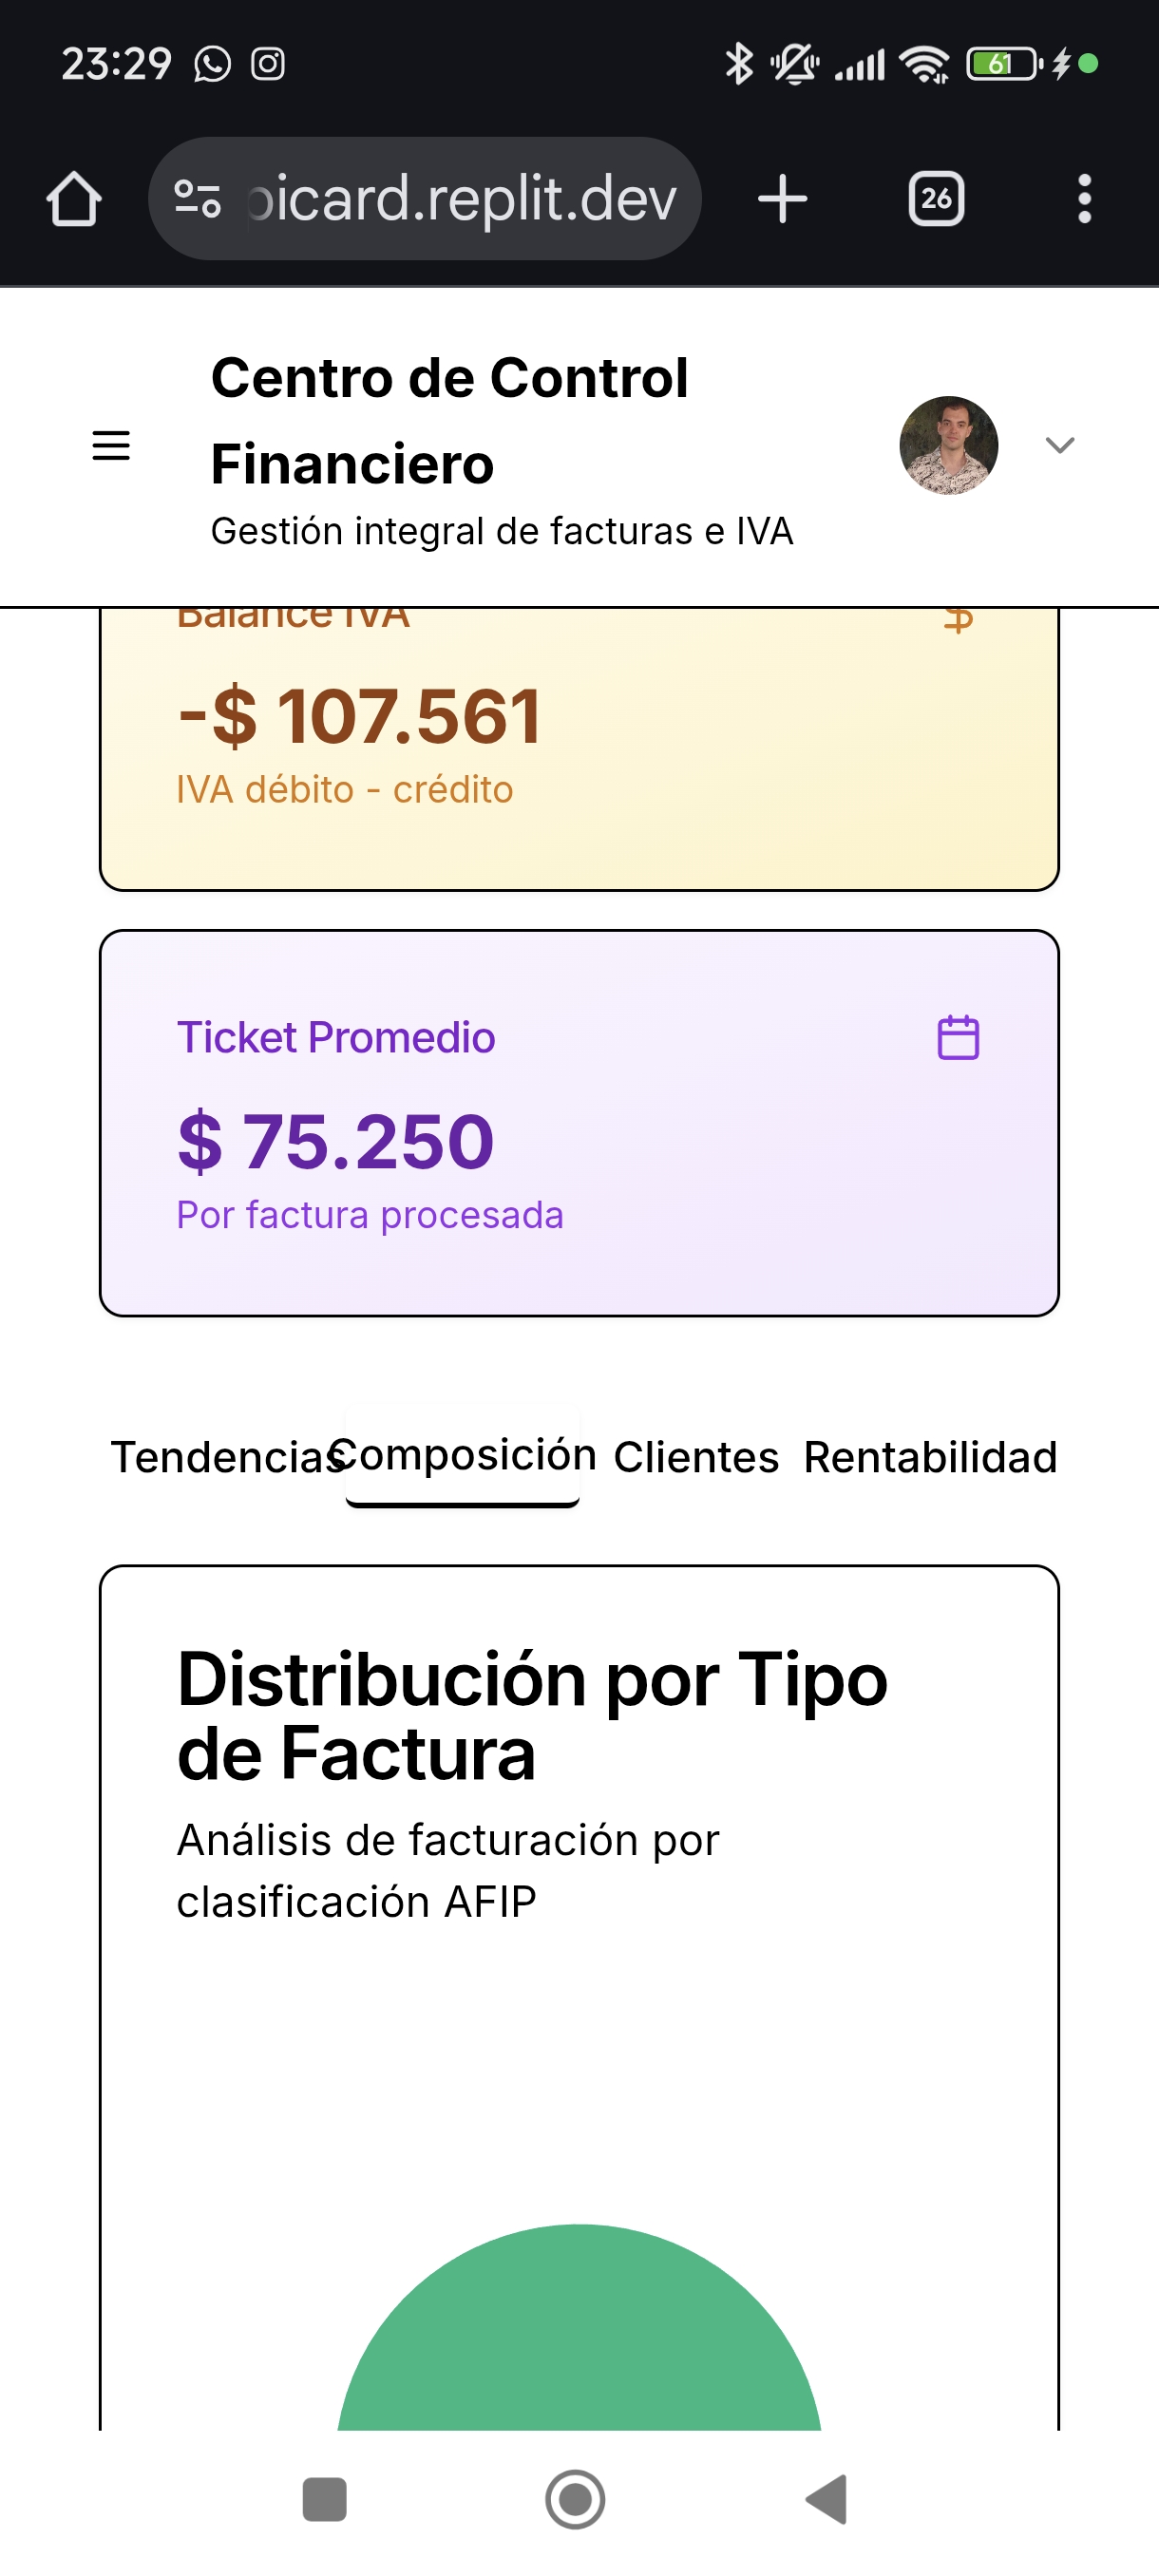 23:29
61
picard.replit.dev
26
Centro de Control
Financiero
Gestión integral de facturas e IVA
Balance IVA
$
-$ 107.561
IVA débito - crédito
Ticket Promedio
$ 75.250
Por factura procesada
Tendencias Composición Clientes Rentabilidad
Distribución por Tipo
de Factura
Análisis de facturación por
clasificación AFIP